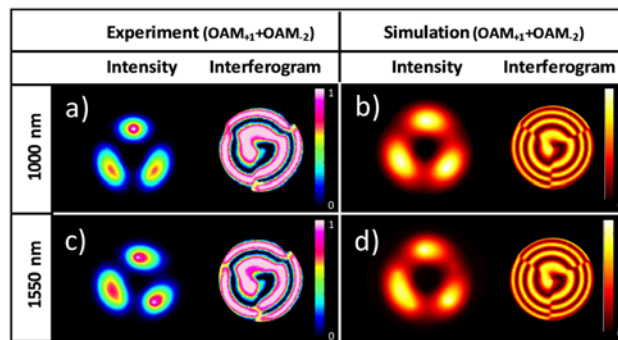 Experiment (OAM+1+OAM-2) Simulation (OAM+1+OAM-2)
Intensity Interferogram Intensity Interferogram
1000 nm
a) 1 0
b)
1550 nm
c) 1 0
d)